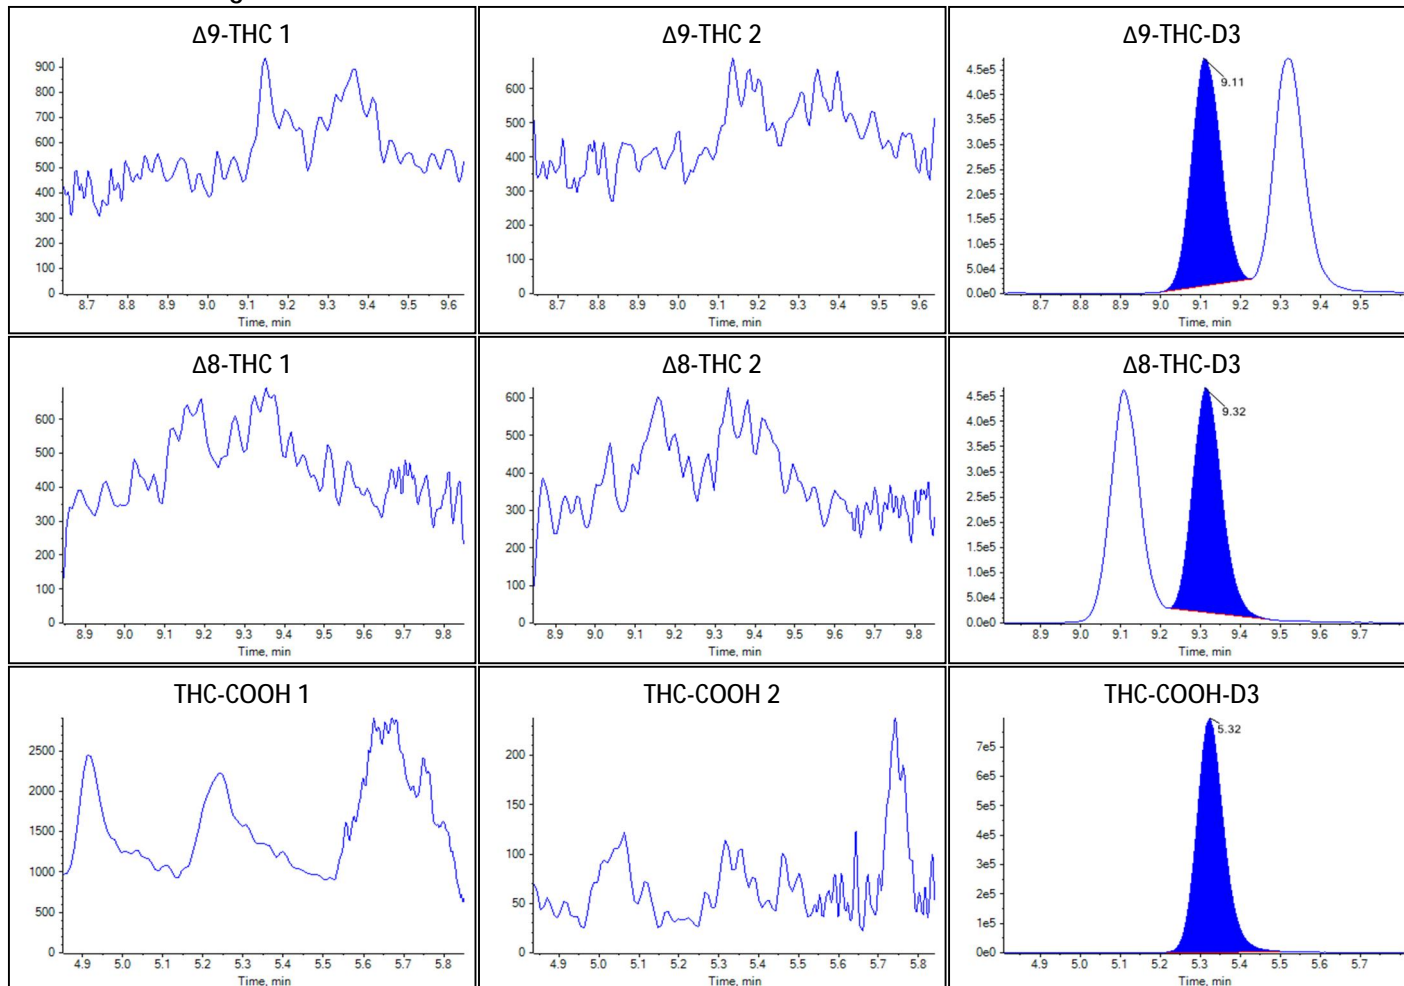 Δ9-THC 1
900
800
700
600
500
400
300
200
100
0
8.7 8.8 8.9 9.0 9.1 9.2 9.3 9.4 9.5 9.6
Time, min
Δ9-THC 2
600
500
400
300
200
100
0
8.7 8.8 8.9 9.0 9.1 9.2 9.3 9.4 9.5 9.6
Time, min
Δ9-THC-D3
9.11
4.5e5
4.0e5
3.5e5
3.0e5
2.5e5
2.0e5
1.5e5
1.0e5
5.0e4
0.0e0
8.7 8.8 8.9 9.0 9.1 9.2 9.3 9.4 9.5
Time, min
Δ8-THC 1
600
500
400
300
200
100
0
8.9 9.0 9.1 9.2 9.3 9.4 9.5 9.6 9.7 9.8
Time, min
Δ8-THC 2
600
500
400
300
200
100
0
8.9 9.0 9.1 9.2 9.3 9.4 9.5 9.6 9.7 9.8
Time, min
Δ8-THC-D3
9.32
4.5e5
4.0e5
3.5e5
3.0e5
2.5e5
2.0e5
1.5e5
1.0e5
5.0e4
0.0e0
8.9 9.0 9.1 9.2 9.3 9.4 9.5 9.6 9.7
Time, min
THC-COOH 1
2500
2000
1500
1000
500
0
4.9 5.0 5.1 5.2 5.3 5.4 5.5 5.6 5.7 5.8
Time, min
THC-COOH 2
200
150
100
50
0
4.9 5.0 5.1 5.2 5.3 5.4 5.5 5.6 5.7 5.8
Time, min
THC-COOH-D3
5.32
7e5
6e5
5e5
4e5
3e5
2e5
1e5
0e0
4.9 5.0 5.1 5.2 5.3 5.4 5.5 5.6 5.7
Time, min